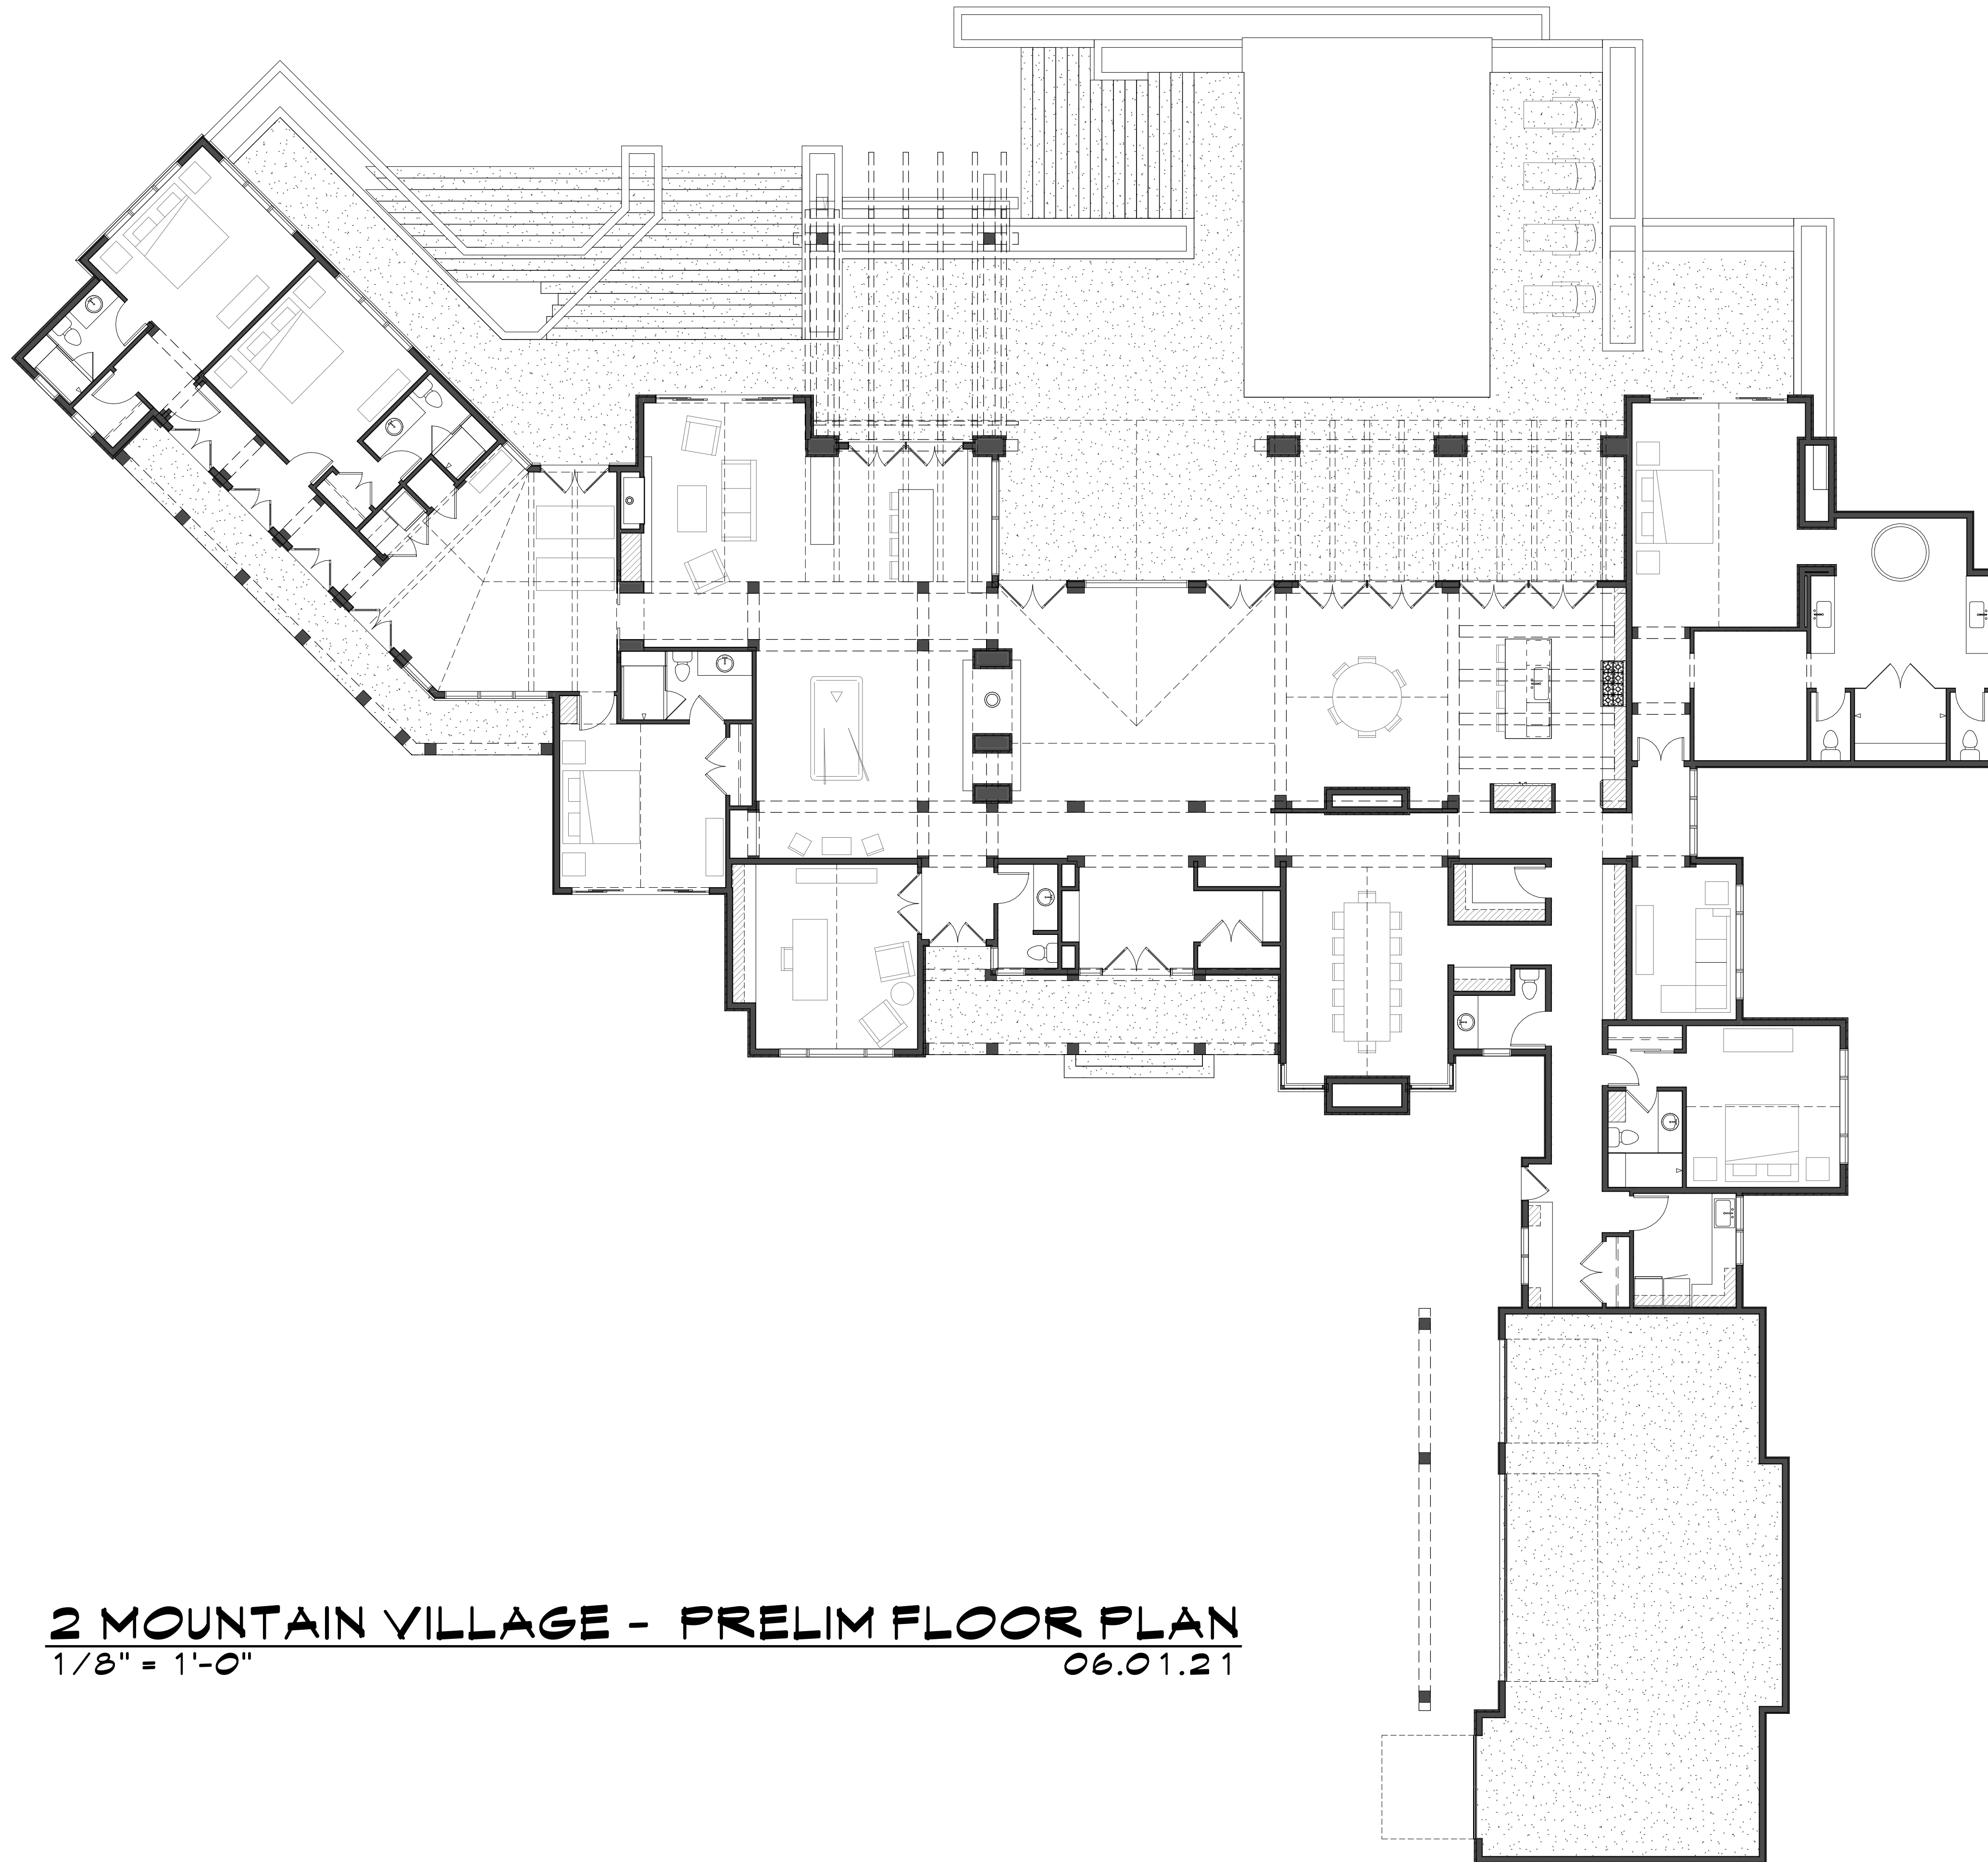 2 MOUNTAIN VILLAGE - PRELIM FLOOR PLAN
1/8" = 1'-0" 06.01.21